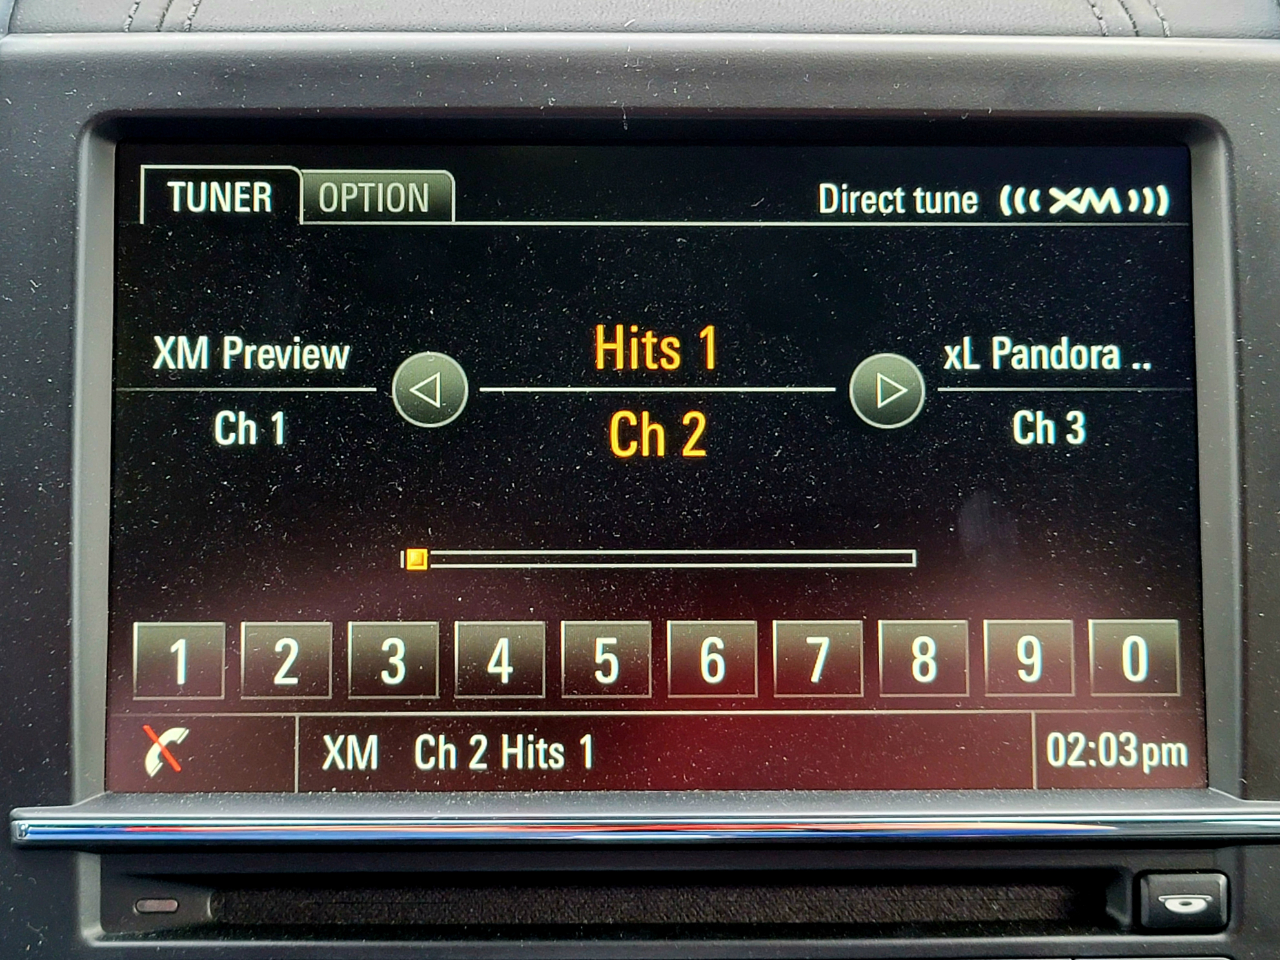 TUNER OPTION Direct tune XM
XM Preview Hits 1 xL Pandora ..
Ch 1 Ch 2 Ch 3
1 2 3 4 5 6 7 8 9 0
XM Ch 2 Hits 1 02:03pm